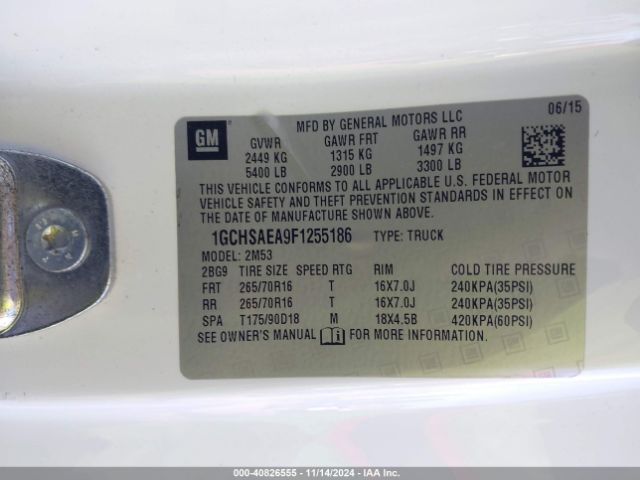 06/15
MFD BY GENERAL MOTORS LLC
GM
GVWR GAWR FRT GAWR RR
2449 KG 1315 KG 1497 KG
5400 LB 2900 LB 3300 LB
THIS VEHICLE CONFORMS TO ALL APPLICABLE U.S. FEDERAL MOTOR
VEHICLE SAFETY AND THEFT PREVENTION STANDARDS IN EFFECT ON
THE DATE OF MANUFACTURE SHOWN ABOVE.
1GCHSAEA9F1255186 TYPE: TRUCK
MODEL: 2M53
2BG9 TIRE SIZE SPEED RTG RIM COLD TIRE PRESSURE
FRT 265/70R16 T 16X7.0J 240KPA(35PSI)
RR 265/70R16 T 16X7.0J 240KPA(35PSI)
SPA T175/90D18 M 18X4.5B 420KPA(60PSI)
SEE OWNER'S MANUAL FOR MORE INFORMATION.
000-40826555 - 11/14/2024 - IAAI.COM